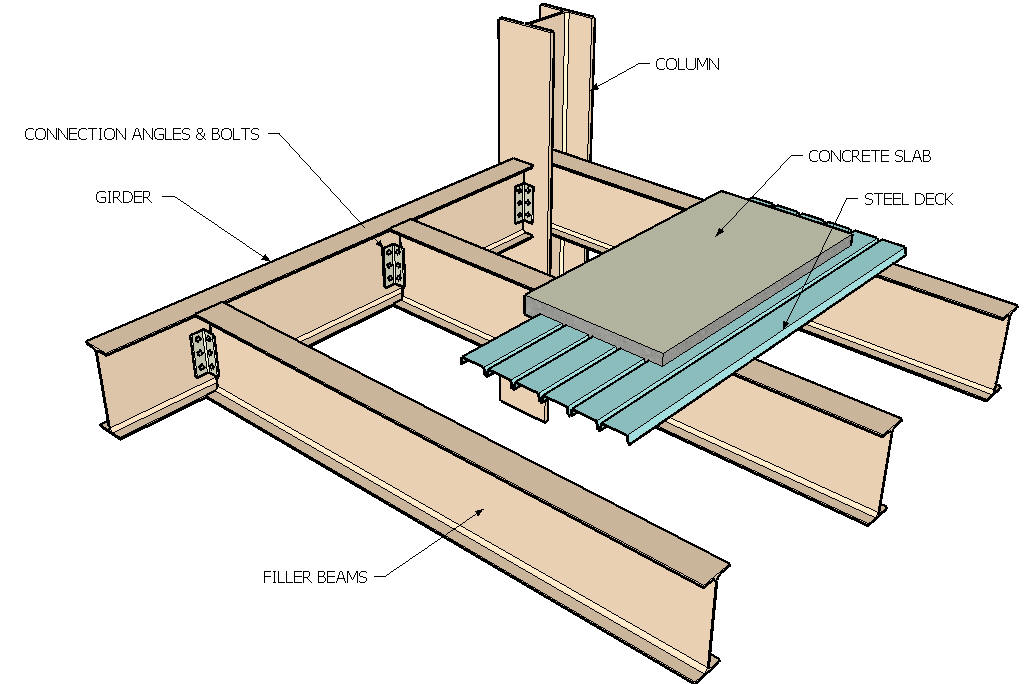 COLUMN
CONNECTION ANGLES & BOLTS
CONCRETE SLAB
GIRDER
STEEL DECK
FILLER BEAMS